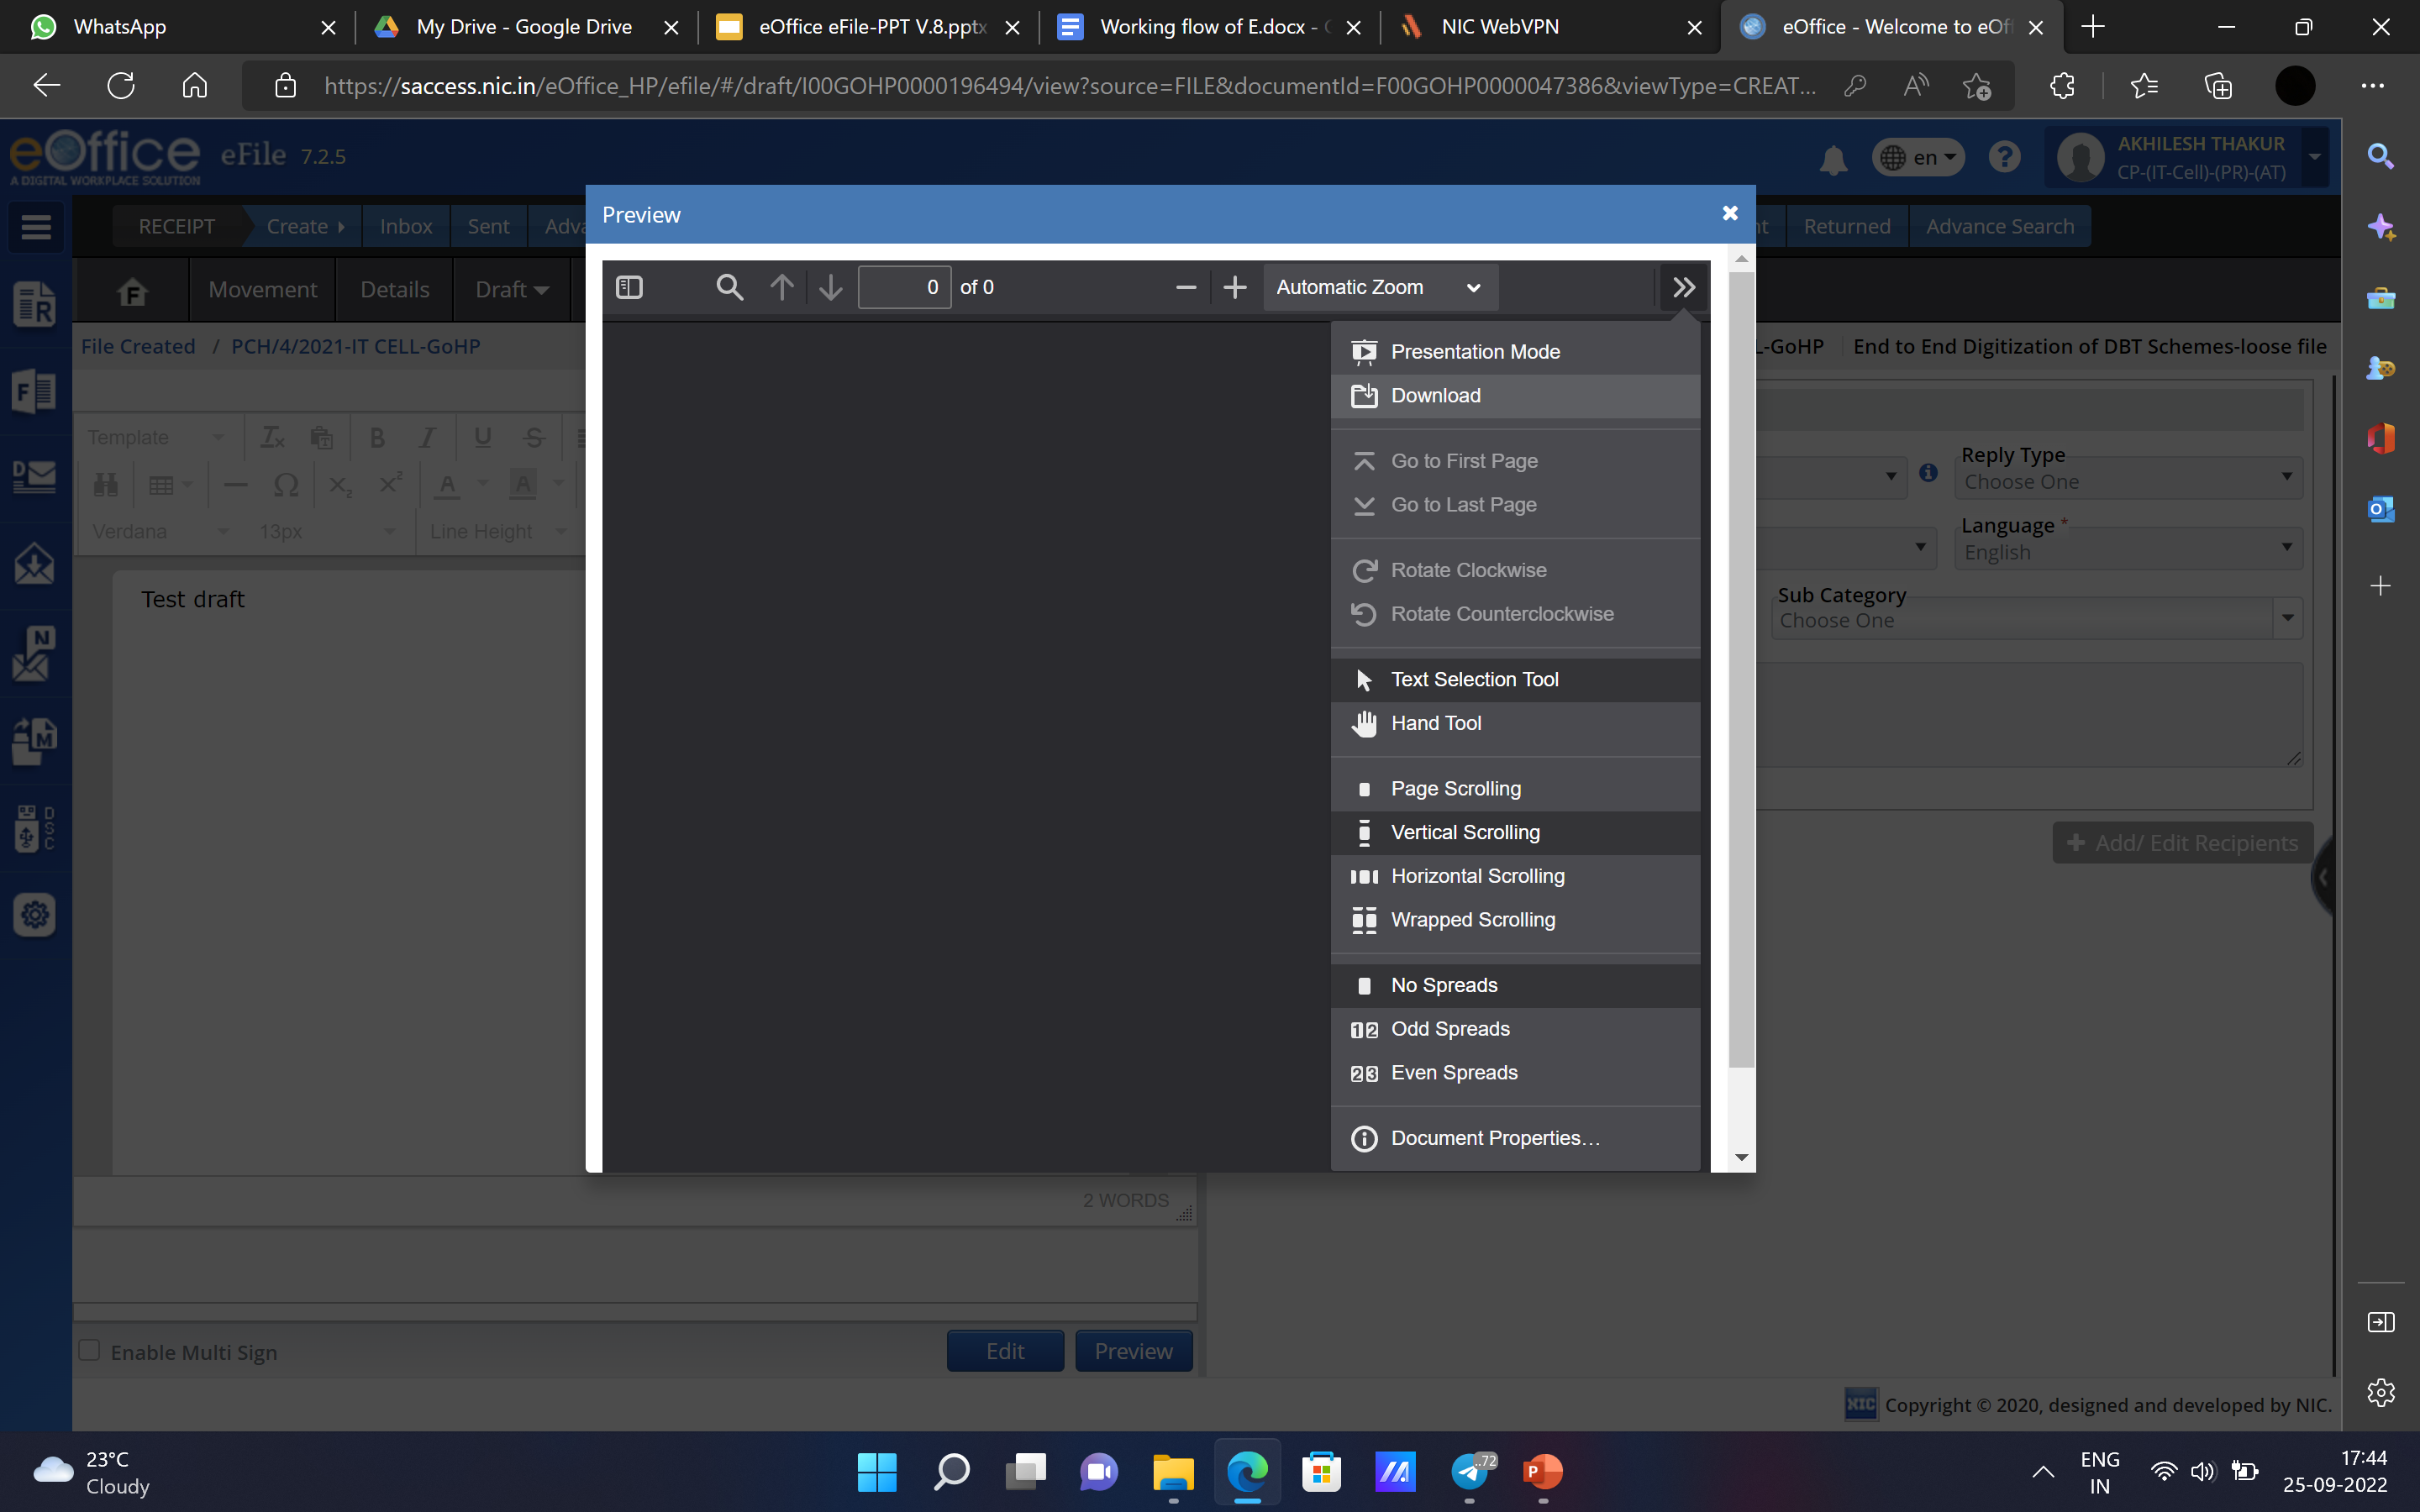 WhatsApp
My Drive - Google Drive
eOffice eFile-PPT V.8.pptx
Working flow of E.docx -
NIC WebVPN
eOffice - Welcome to eOf
https://saccess.nic.in/eOffice_HP/efile/#/draft/I00GOHP0000196494/view?source=FILE&documentId=F00GOHP0000047386&viewType=CREAT...
eOffice eFile 7.2.5
A DIGITAL WORKPLACE SOLUTION
en
AKHILESH THAKUR
CP-(IT-Cell)-(PR)-(AT)
RECEIPT Create Inbox Sent Adva
Returned Advance Search
Movement Details Draft
File Created / PCH/4/2021-IT CELL-GoHP
L-GoHP End to End Digitization of DBT Schemes-loose file
Template
Verdana 13px Line Height
Test draft
2 WORDS
Enable Multi Sign
Edit Preview
Preview
0 of 0
Automatic Zoom
Presentation Mode
Download
Go to First Page
Go to Last Page
Rotate Clockwise
Rotate Counterclockwise
Text Selection Tool
Hand Tool
Page Scrolling
Vertical Scrolling
Horizontal Scrolling
Wrapped Scrolling
No Spreads
Odd Spreads
Even Spreads
Document Properties...
Reply Type
Choose One
Language *
English
Sub Category
Choose One
Add/ Edit Recipients
NIC Copyright © 2020, designed and developed by NIC.
23°C
Cloudy
72
ENG
IN
17:44
25-09-2022